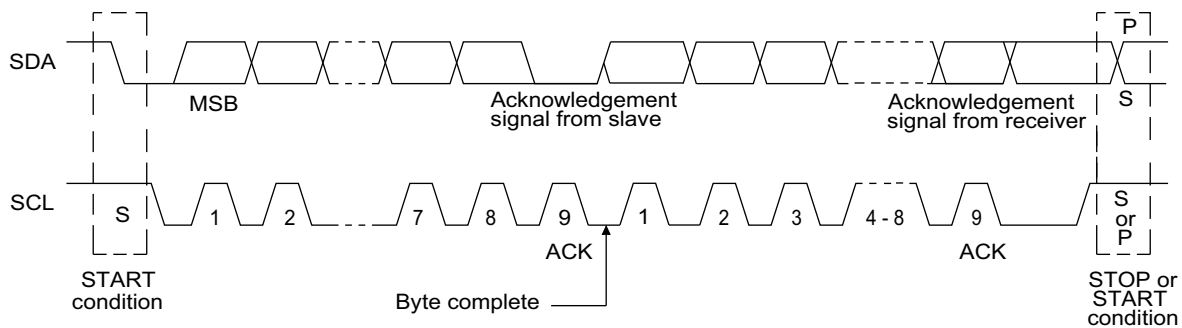 P
SDA
MSB
Acknowledgement
signal from slave
Acknowledgement
signal from receiver
S
SCL
S
1
2
7
8
9
1
2
3
4 - 8
9
S
or
P
ACK
ACK
START
condition
Byte complete
STOP or
START
condition